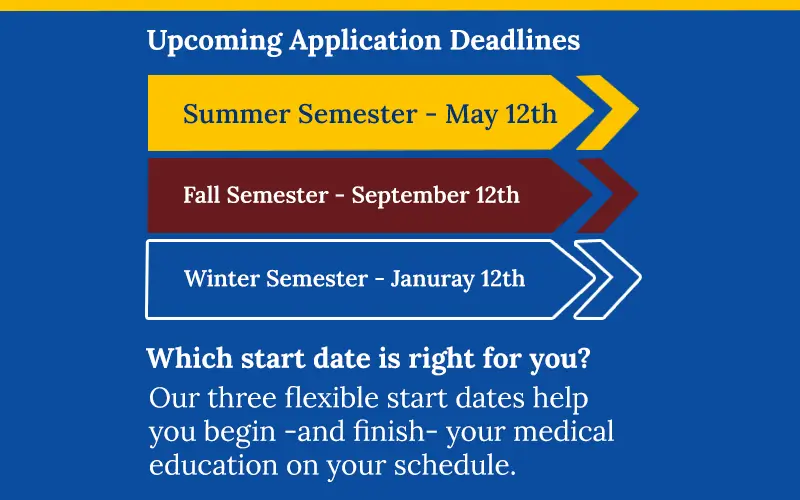 Upcoming Application Deadlines
Summer Semester - May 12th
Fall Semester - September 12th
Winter Semester - Januray 12th
Which start date is right for you?
Our three flexible start dates help
you begin -and finish- your medical
education on your schedule.